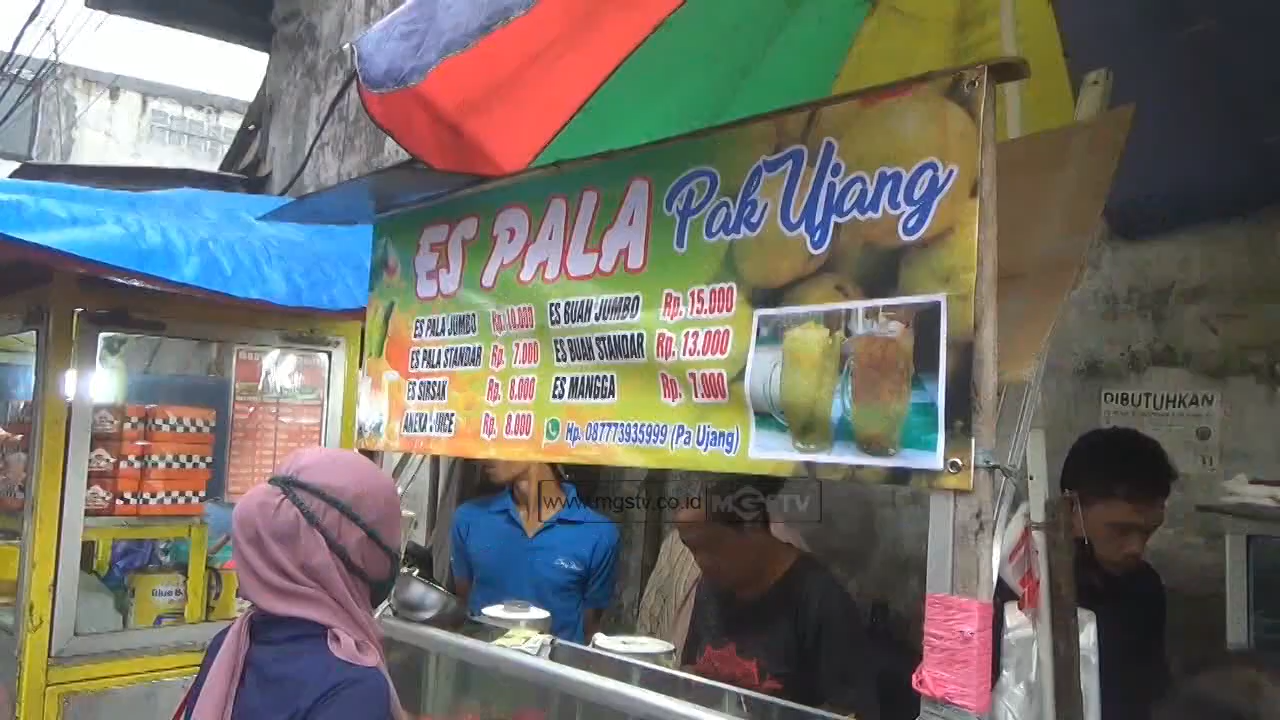 ES PALA Pak Ujang
ES PALA JUMBO Rp. 10.000
ES PALA STANDAR Rp. 7.000
ES SIRSAK Rp. 8.000
ANEKA JUICE Rp. 8.000
ES BUAH JUMBO Rp. 15.000
ES BUAH STANDAR Rp. 13.000
ES MANGGA Rp. 7.000
Hp. 087773935999 (Pa Ujang)
www.mgstv.co.id MGSTV
DIBUTUHKAN
Blue B